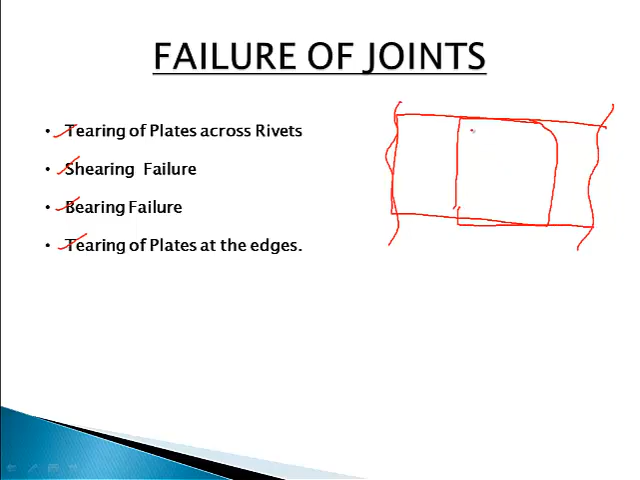 FAILURE OF JOINTS
• Tearing of Plates across Rivets
• Shearing Failure
• Bearing Failure
• Tearing of Plates at the edges.